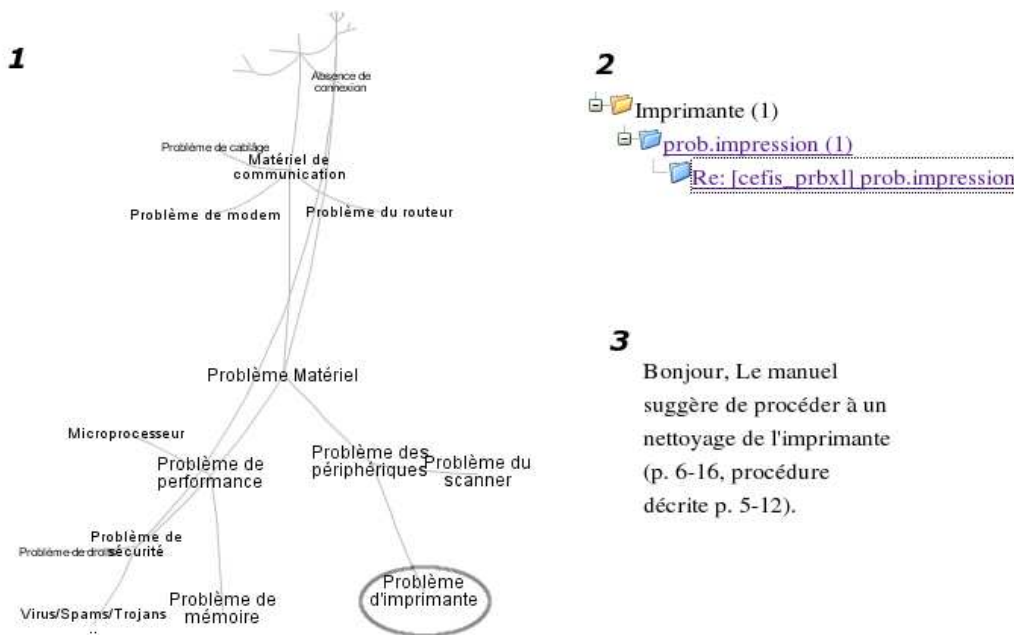 1
Absence de
connexion
Problème de cablâge
Matériel de
communication
Problème de modem
Problème du routeur
Problème Matériel
Microprocesseur
Problème de
performance
Problème des
périphériques
Problème du
scanner
Problème de
sécurité
Problème de droits
Virus/Spams/Trojans
Problème de
mémoire
Problème
d'imprimante
2
Imprimante (1)
prob.impression (1)
Re: [cefis_prbxl] prob.impression
3
Bonjour, Le manuel
suggère de procéder à un
nettoyage de l'imprimante
(p. 6-16, procédure
décrite p. 5-12).